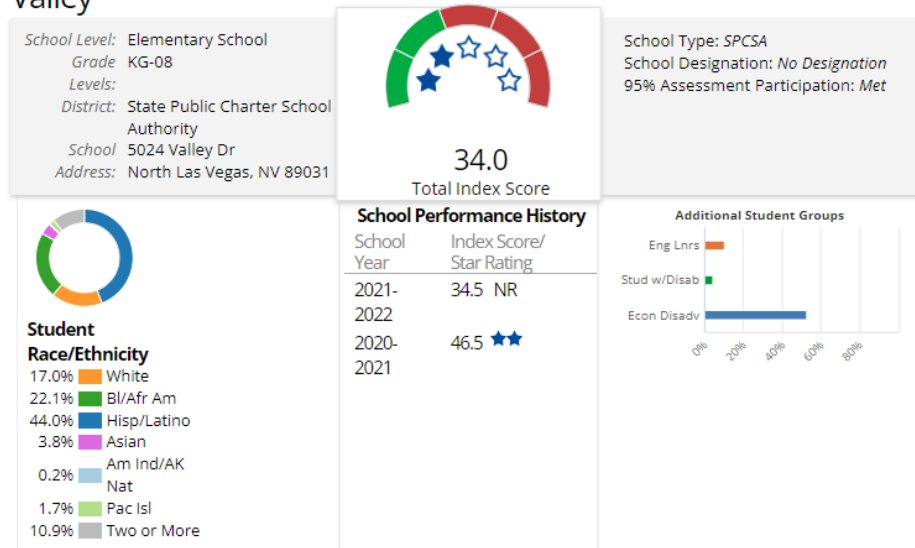 Valley
School Level: Elementary School
Grade Levels: KG-08
District: State Public Charter School
Authority
School Address: 5024 Valley Dr
North Las Vegas, NV 89031
34.0
Total Index Score
School Type: SPCSA
School Designation: No Designation
95% Assessment Participation: Met
Student
Race/Ethnicity
17.0% White
22.1% Bl/Afr Am
44.0% Hisp/Latino
3.8% Asian
0.2% Am Ind/AK
Nat
1.7% Pac Isl
10.9% Two or More
School Performance History
School Year
Index Score/
Star Rating
2021-
2022
34.5 NR
2020-
2021
46.5
Additional Student Groups
Eng Lnrs
Stud w/Disab
Econ Disadv
0% 20% 40% 60% 80%